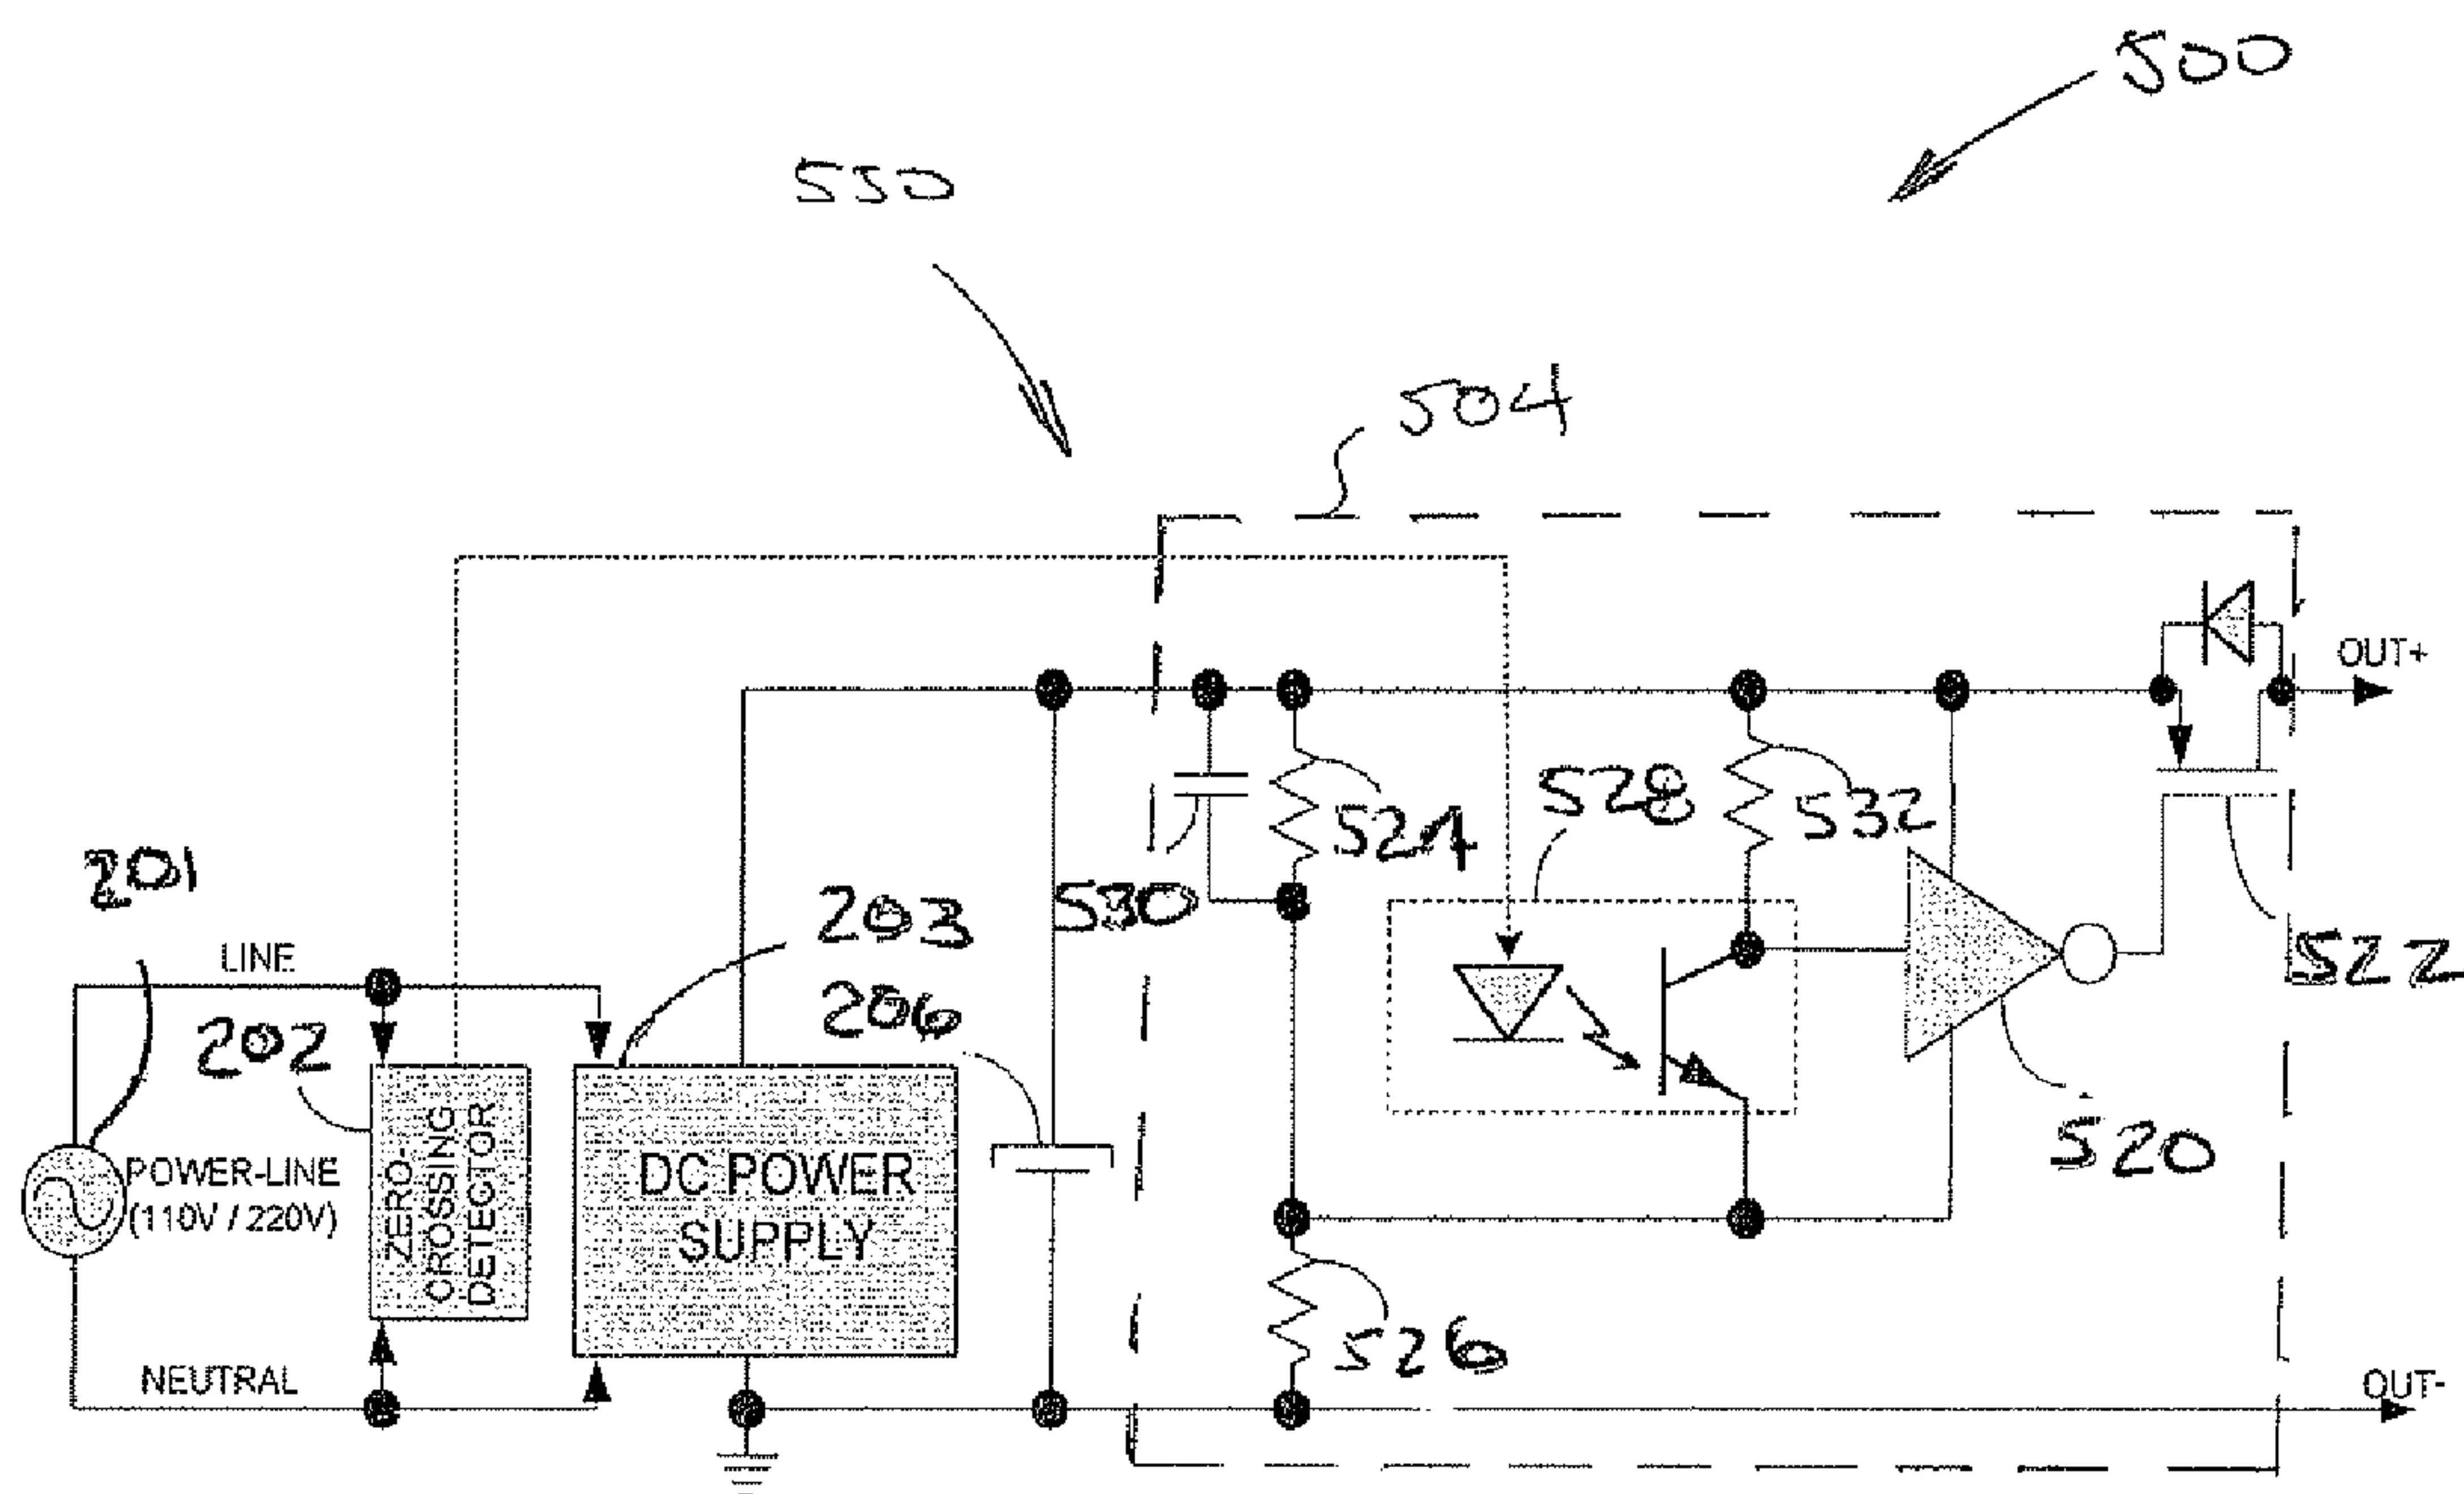 500
550
504
OUT+
528
524
532
201
530
203
LINE
522
206
202
POWER-LINE
(110V / 220V)
ZERO-
CROSSING
DETECTOR
DC POWER
SUPPLY
520
526
NEUTRAL
OUT-